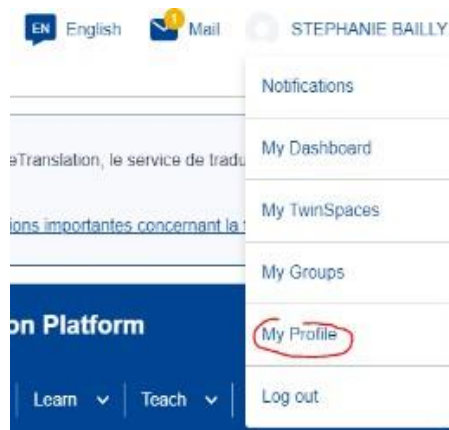 EN English 1 Mail STEPHANIE BAILLY
Notifications
eTranslation, le service de tradu
My Dashboard
ions importantes concernant la
My TwinSpaces
My Groups
on Platform
My Profile
Learn Teach
Log out